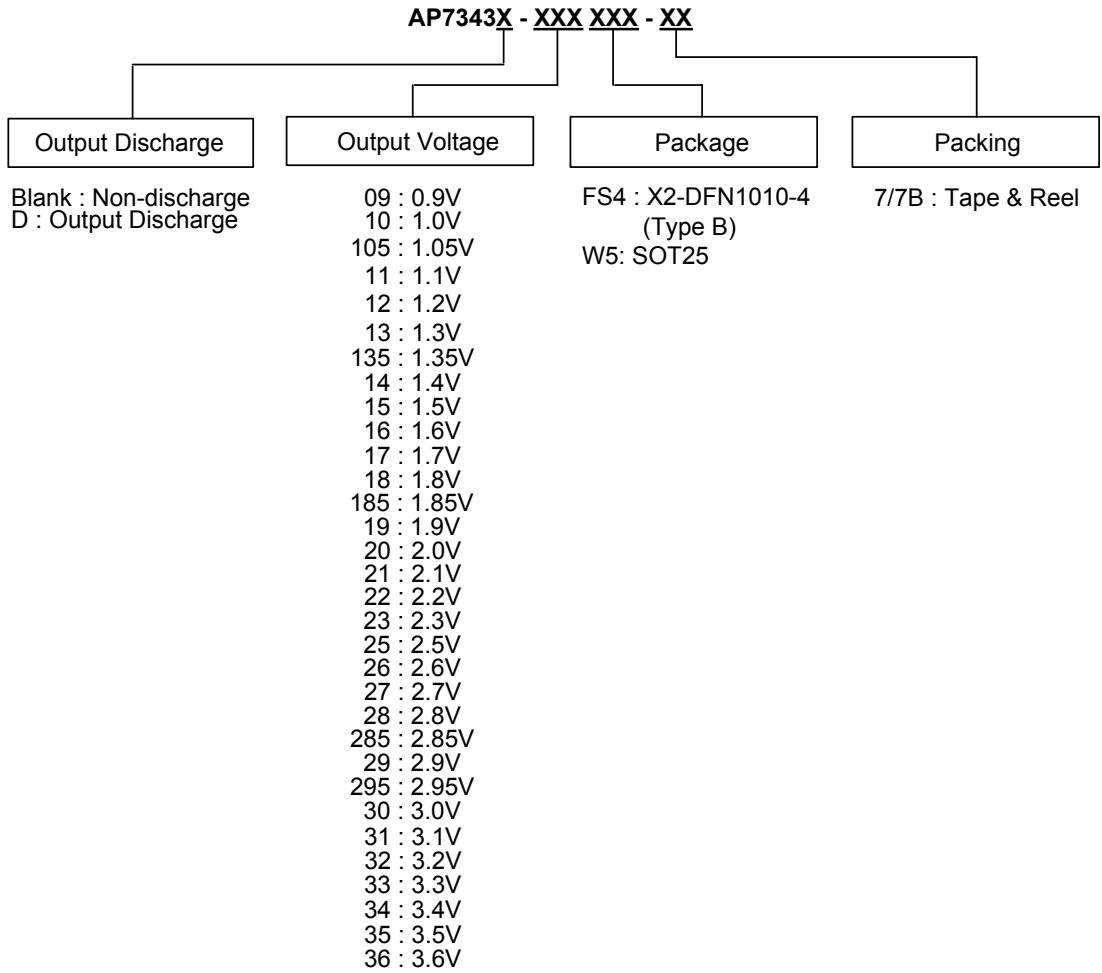 AP7343X - XXX XXX - XX
Output Discharge
Blank : Non-discharge
D : Output Discharge
Output Voltage
09 : 0.9V
10 : 1.0V
105 : 1.05V
11 : 1.1V
12 : 1.2V
13 : 1.3V
135 : 1.35V
14 : 1.4V
15 : 1.5V
16 : 1.6V
17 : 1.7V
18 : 1.8V
185 : 1.85V
19 : 1.9V
20 : 2.0V
21 : 2.1V
22 : 2.2V
23 : 2.3V
25 : 2.5V
26 : 2.6V
27 : 2.7V
28 : 2.8V
285 : 2.85V
29 : 2.9V
295 : 2.95V
30 : 3.0V
31 : 3.1V
32 : 3.2V
33 : 3.3V
34 : 3.4V
35 : 3.5V
36 : 3.6V
Package
FS4 : X2-DFN1010-4
(Type B)
W5: SOT25
Packing
7/7B : Tape & Reel